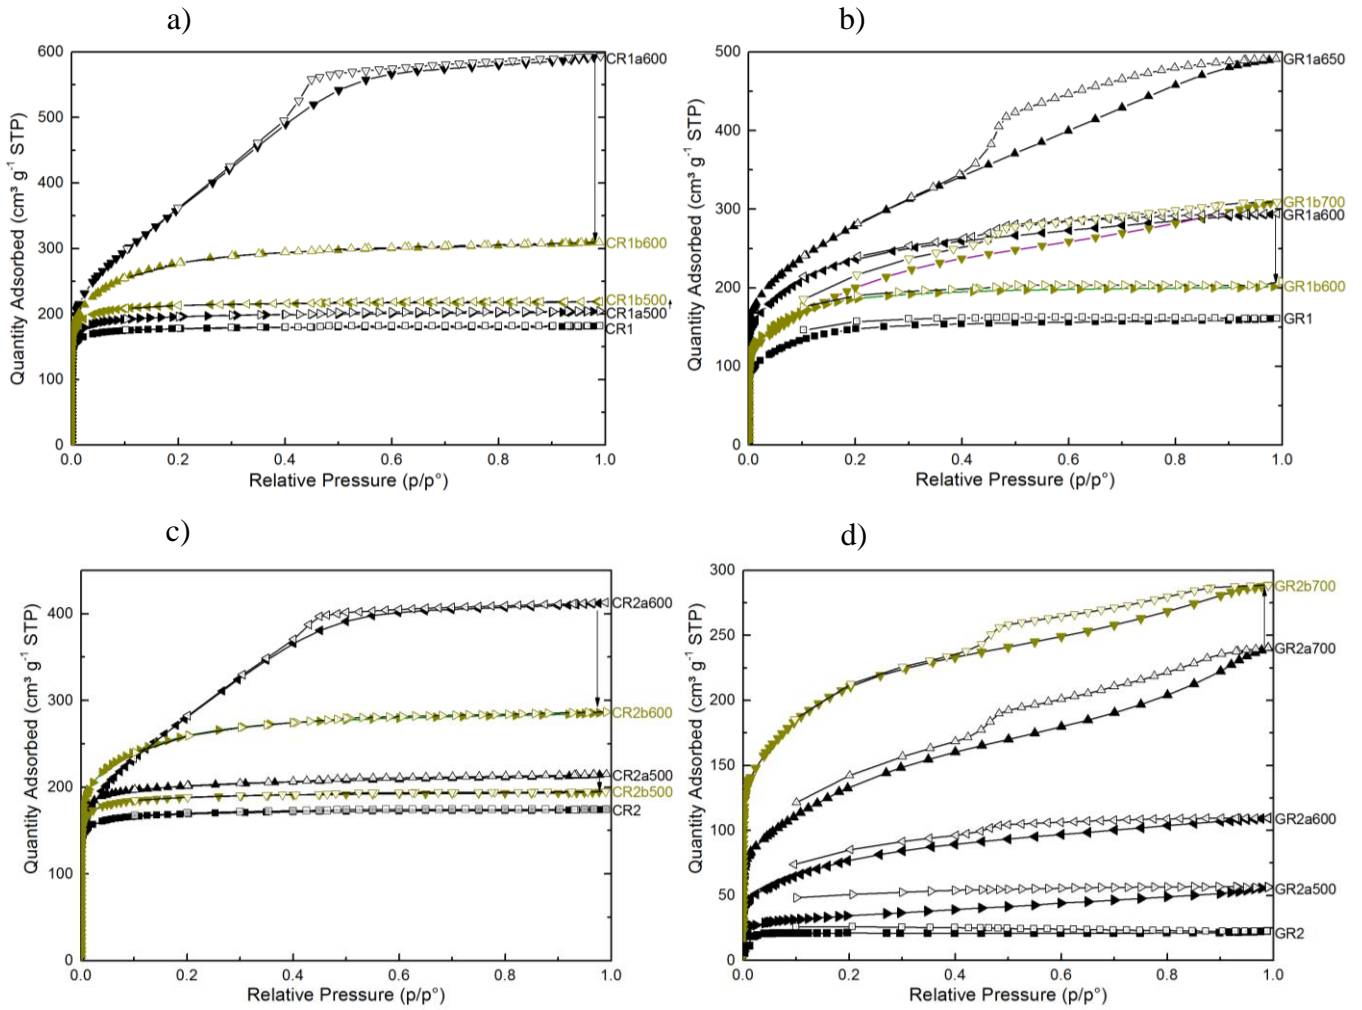 a)
600
500
400
300
200
100
0
0.0 0.2 0.4 0.6 0.8 1.0
Quantity Adsorbed (cm³ g⁻¹ STP)
Relative Pressure (p/p°)
CR1a600
CR1b600
CR1b500
CR1a500
CR1
b)
500
400
300
200
100
0
0.0 0.2 0.4 0.6 0.8 1.0
Quantity Adsorbed (cm³ g⁻¹ STP)
Relative Pressure (p/p°)
GR1a650
GR1b700
GR1a600
GR1b600
GR1
c)
400
300
200
100
0
0.0 0.2 0.4 0.6 0.8 1.0
Quantity Adsorbed (cm³ g⁻¹ STP)
Relative Pressure (p/p°)
CR2a600
CR2b600
CR2a500
CR2b500
CR2
d)
300
250
200
150
100
50
0
0.0 0.2 0.4 0.6 0.8 1.0
Quantity Adsorbed (cm³ g⁻¹ STP)
Relative Pressure (p/p°)
GR2b700
GR2a700
GR2a600
GR2a500
GR2